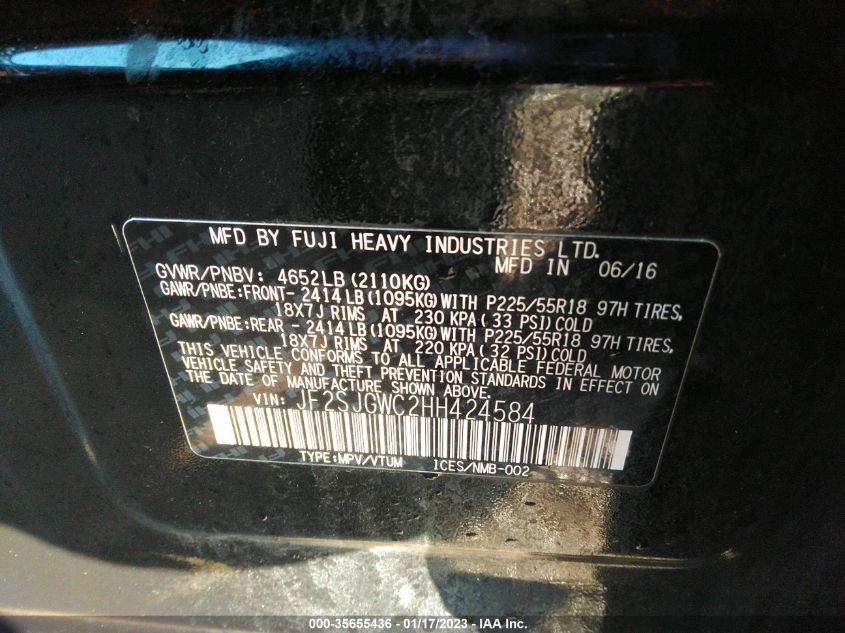 MFD BY FUJI HEAVY INDUSTRIES LTD.
MFD IN 06/16
GVWR/PNBV: 4652LB (2110KG)
GAWR/PNBE:FRONT- 2414LB (1095KG) WITH P225/55R18 97H TIRES,
18X7J RIMS AT 230 KPA ( 33 PSI) COLD
GAWR/PNBE:REAR - 2414LB (1095KG) WITH P225/55R18 97H TIRES,
18X7J RIMS AT 220 KPA ( 32 PSI) COLD
THIS VEHICLE CONFORMS TO ALL APPLICABLE FEDERAL MOTOR
VEHICLE SAFETY AND THEFT PREVENTION STANDARDS IN EFFECT ON
THE DATE OF MANUFACTURE SHOWN ABOVE.
VIN: JF2SJGWC2HH424584
TYPE:MPV/VTUM ICES/NMB-002
000-35655436 - 01/17/2023 - IAA Inc.